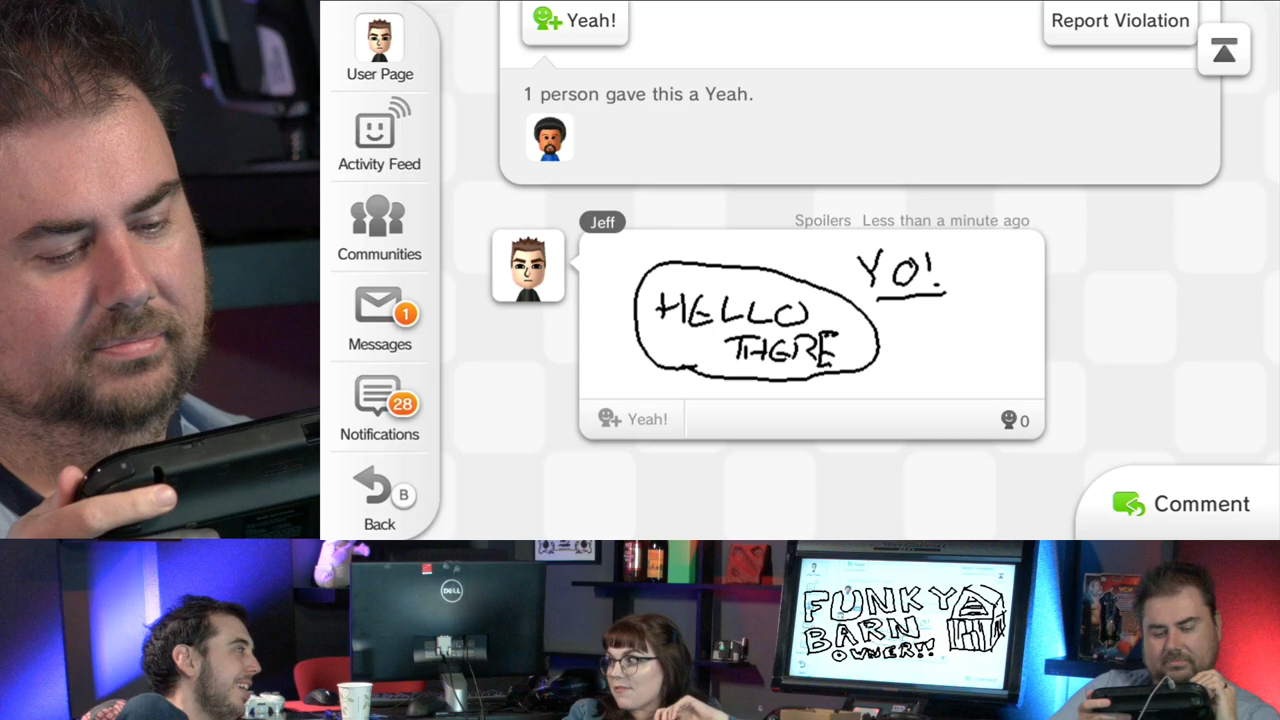 Yeah!
Report Violation
User Page
1 person gave this a Yeah.
Activity Feed
Jeff
Spoilers Less than a minute ago
Communities
YO!
HELLO
THERE
1
Messages
Yeah!
0
28
Notifications
B
Back
Comment
DELL
FUNKY
BARN
OWNER!!